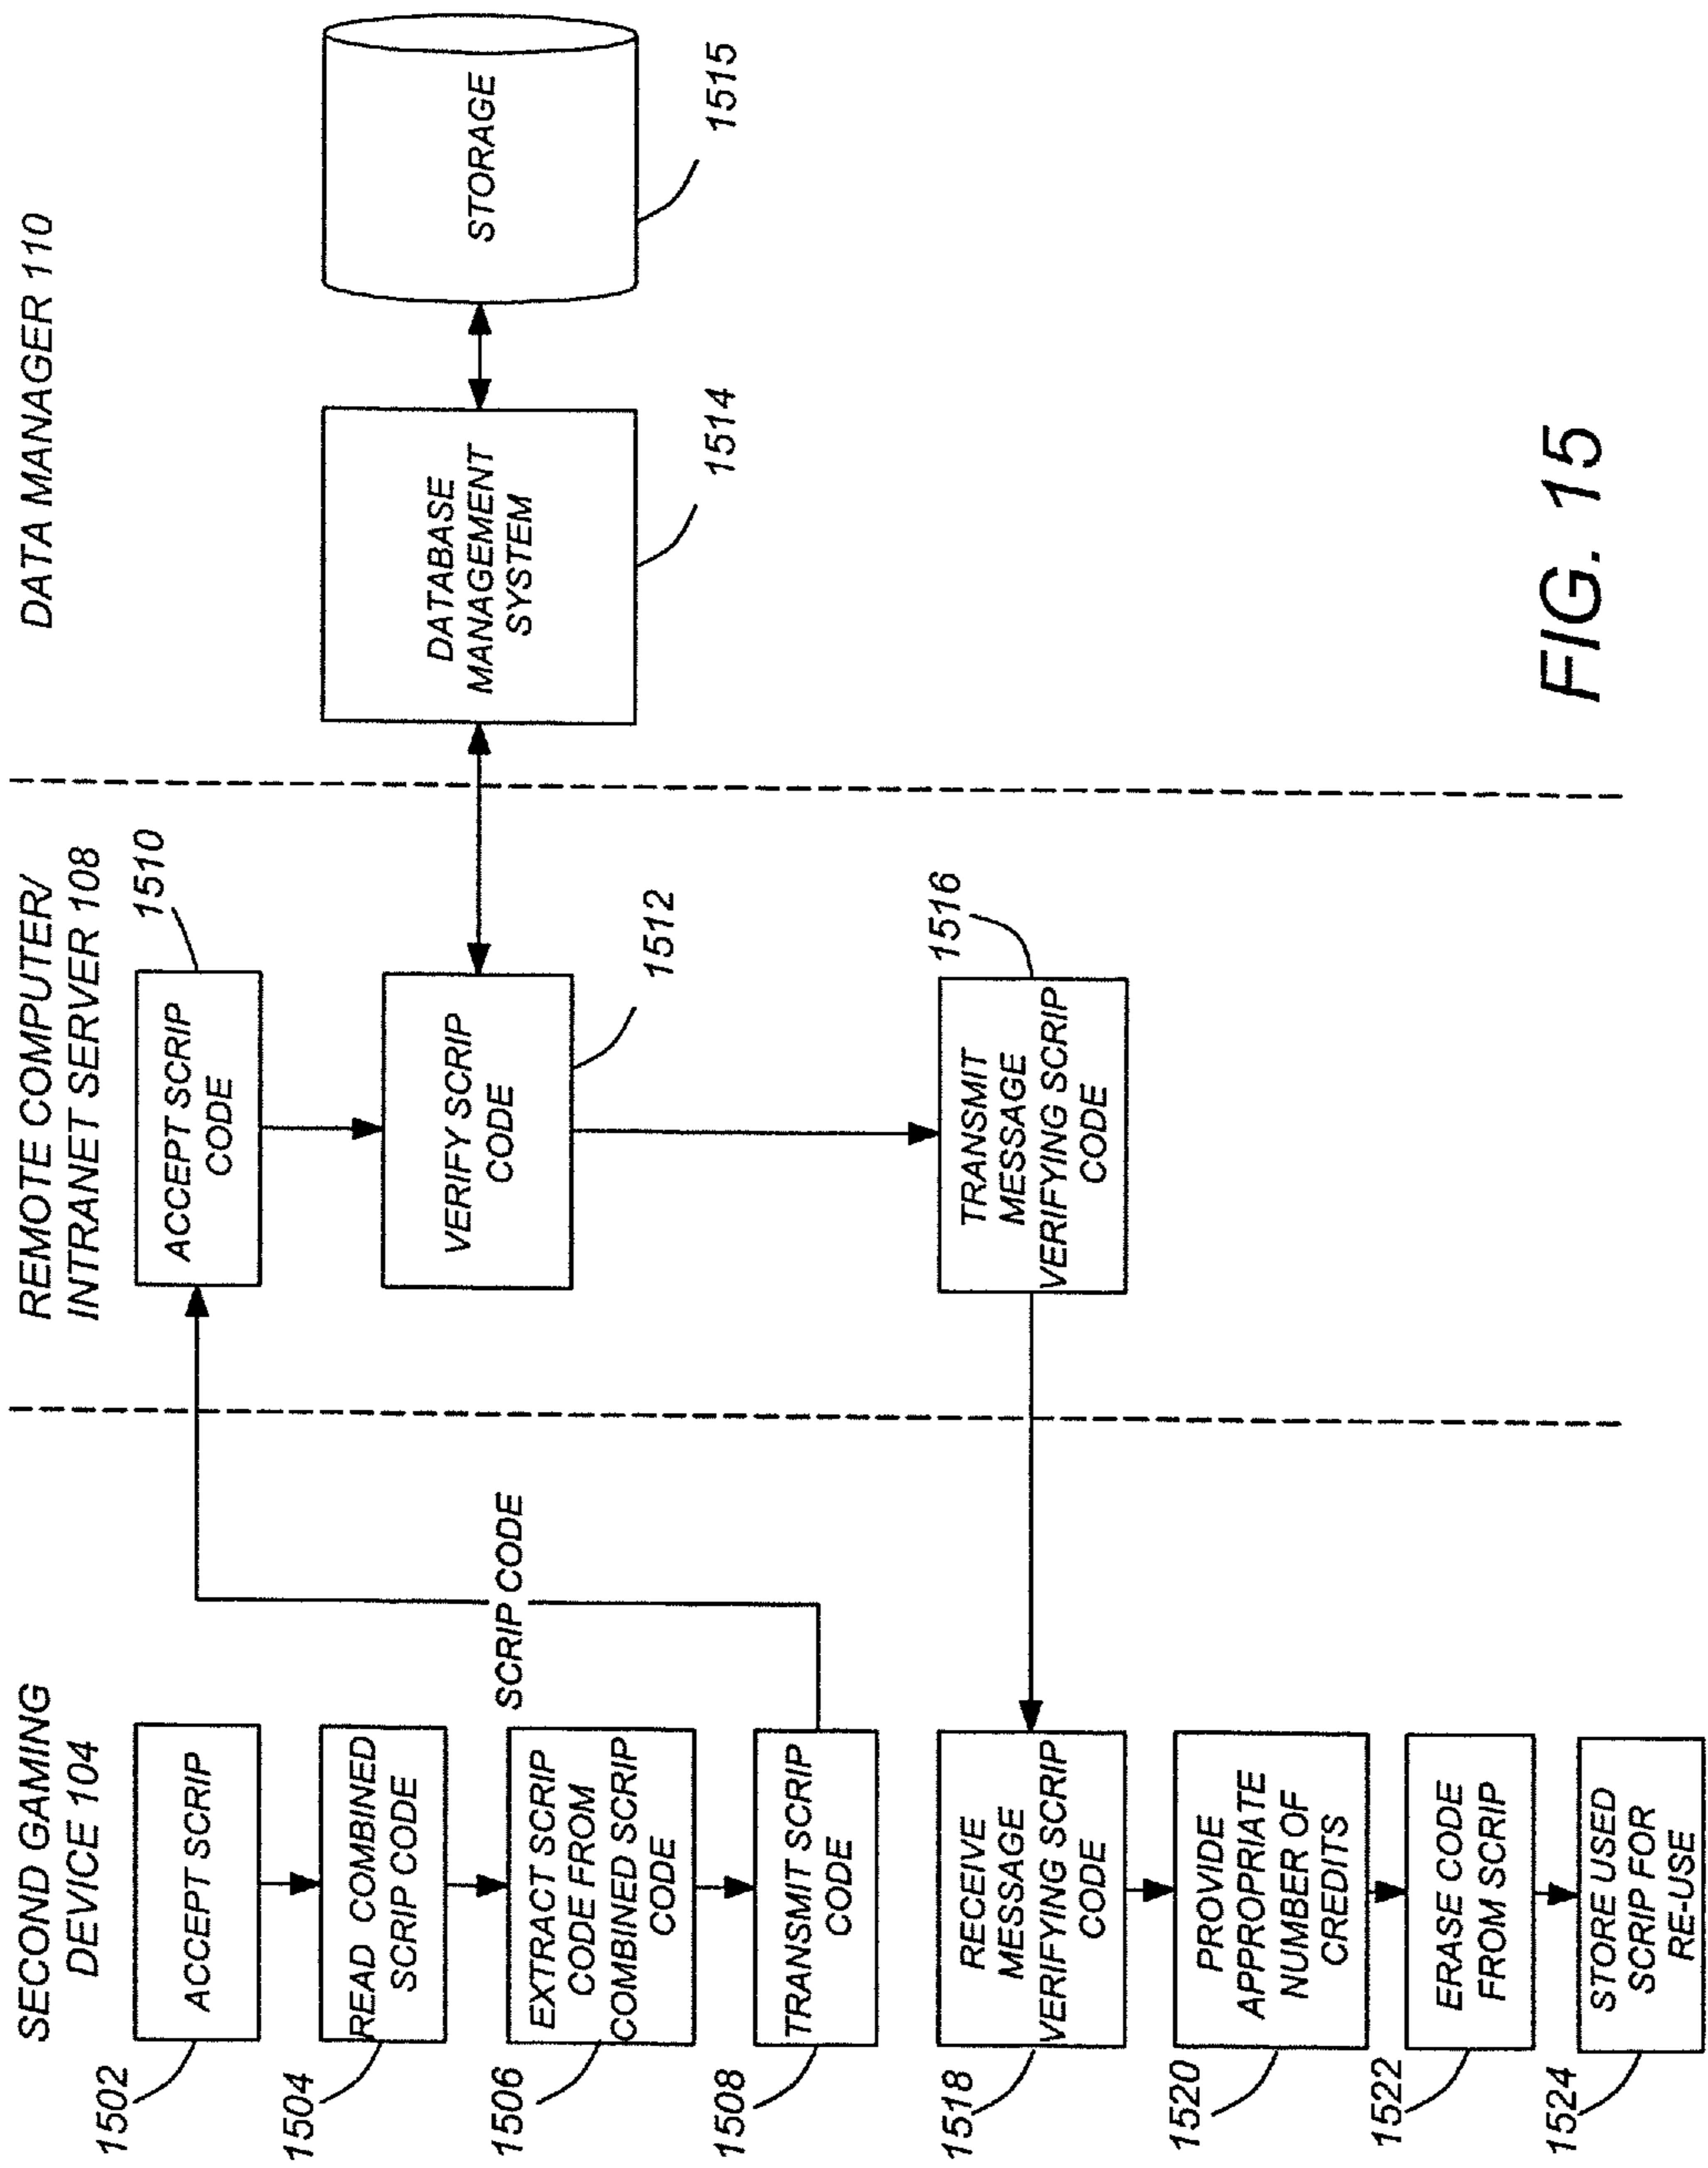 SECOND GAMING
DEVICE 104
1502
ACCEPT SCRIP
1504
READ COMBINED
SCRIP CODE
1506
EXTRACT SCRIP
CODE FROM
COMBINED SCRIP
CODE
1508
TRANSMIT SCRIP
CODE
SCRIP CODE
1518
RECEIVE
MESSAGE
VERIFYING SCRIP
CODE
1520
PROVIDE
APPROPRIATE
NUMBER OF
CREDITS
1522
ERASE CODE
FROM SCRIP
1524
STORE USED
SCRIP FOR
RE-USE
REMOTE COMPUTER/
INTRANET SERVER 108
1510
ACCEPT SCRIP
CODE
VERIFY SCRIP
CODE
1512
1516
TRANSMIT
MESSAGE
VERIFYING SCRIP
CODE
DATA MANAGER 110
DATABASE
MANAGEMENT
SYSTEM
1514
STORAGE
1515
FIG. 15